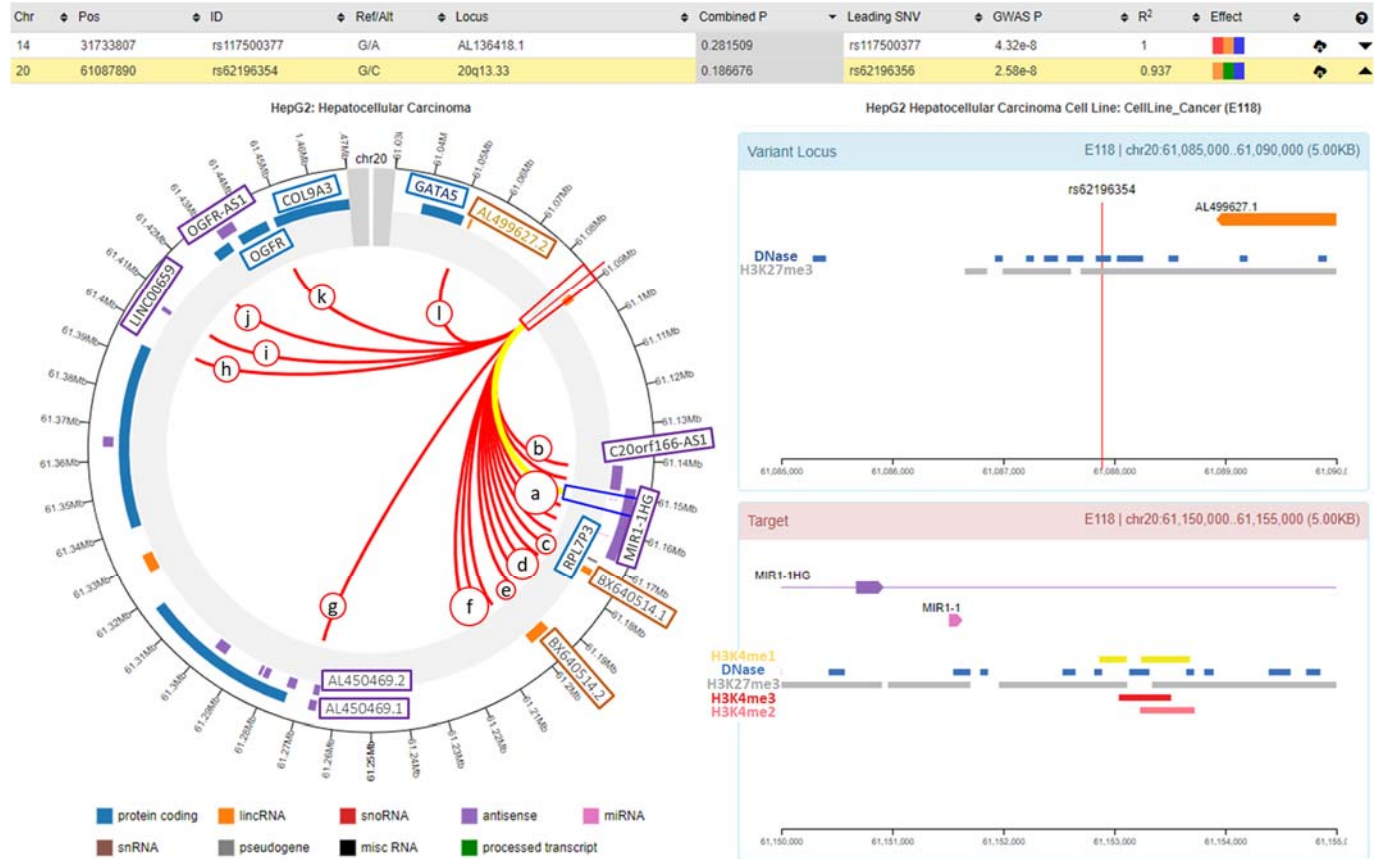 Chr Pos ID Ref/Alt Locus Combined P Leading SNV GWAS P R2 Effect
14 31733807 rs117500377 G/A AL136418.1 0.281509 rs117500377 4.32e-8 1
20 61087890 rs62196354 G/C 20q13.33 0.186676 rs62196356 2.58e-8 0.937
HepG2: Hepatocellular Carcinoma
chr20
61.04Mb
61.05Mb
61.06Mb
61.07Mb
61.08Mb
61.09Mb
61.1Mb
61.11Mb
61.12Mb
61.13Mb
61.14Mb
61.15Mb
61.16Mb
61.17Mb
61.18Mb
61.19Mb
61.2Mb
61.21Mb
61.22Mb
61.23Mb
61.24Mb
61.25Mb
61.26Mb
61.27Mb
61.28Mb
61.29Mb
61.3Mb
61.31Mb
61.32Mb
61.33Mb
61.34Mb
61.35Mb
61.36Mb
61.37Mb
61.38Mb
61.39Mb
61.4Mb
61.41Mb
61.42Mb
61.43Mb
61.44Mb
61.45Mb
GATA5
AL499627.2
C20orf166-AS1
MIR1-1HG
RPL7P3
BX640514.1
BX640514.2
AL450469.2
AL450469.1
LINC00659
OGFR-AS1
OGFR
COL9A3
a
b
c
d
e
f
g
h
i
j
k
l
protein coding lincRNA snoRNA antisense miRNA
snRNA pseudogene misc RNA processed transcript
HepG2 Hepatocellular Carcinoma Cell Line: CellLine_Cancer (E118)
Variant Locus E118 | chr20:61,085,000..61,090,000 (5.00KB)
rs62196354
AL499627.1
DNase
H3K27me3
61,085,000 61,086,000 61,087,000 61,088,000 61,089,000 61,090,(
Target E118 | chr20:61,150,000..61,155,000 (5.00KB)
MIR1-1HG
MIR1-1
H3K4me1
DNase
H3K27me3
H3K4me3
H3K4me2
61,150,000 61,151,000 61,152,000 61,153,000 61,154,000 61,155,(